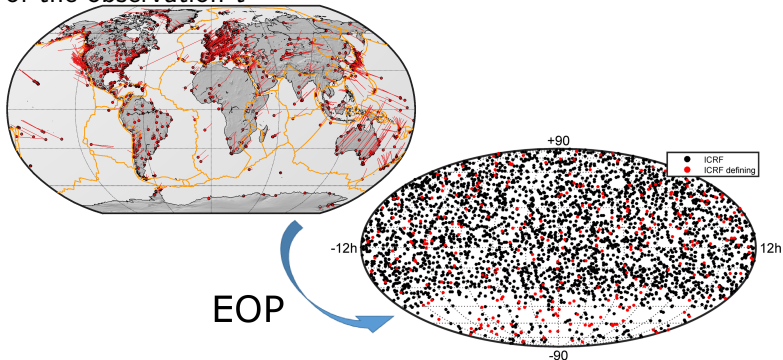 of the observation t
+90
ICRF
ICRF defining
-12h
12h
EOP
-90